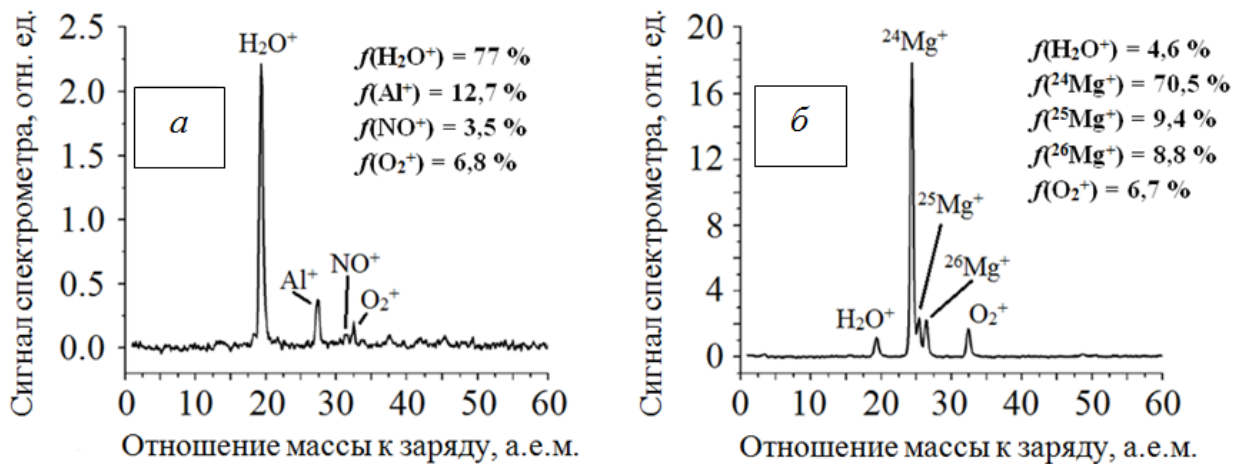 Сигнал спектрометра, отн. ед.
2.5
2.0
1.5
1.0
0.5
0.0
H₂O⁺
а
f(H₂O⁺) = 77 %
f(Al⁺) = 12,7 %
f(NO⁺) = 3,5 %
f(O₂⁺) = 6,8 %
Al⁺
NO⁺
O₂⁺
0 10 20 30 40 50 60
Отношение массы к заряду, а.е.м.
Сигнал спектрометра, отн. ед.
20
16
12
8
4
0
²⁴Mg⁺
б
f(H₂O⁺) = 4,6 %
f(²⁴Mg⁺) = 70,5 %
f(²⁵Mg⁺) = 9,4 %
f(²⁶Mg⁺) = 8,8 %
f(O₂⁺) = 6,7 %
²⁵Mg⁺
²⁶Mg⁺
H₂O⁺
O₂⁺
0 10 20 30 40 50 60
Отношение массы к заряду, а.е.м.